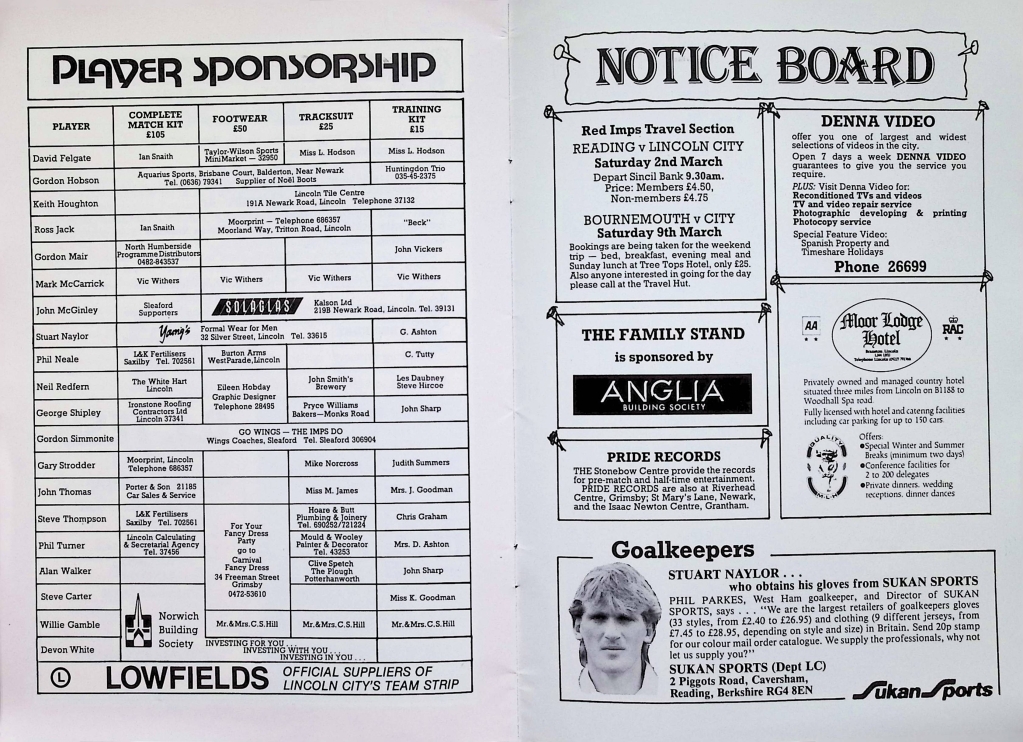 PLAYER SPONSORSHIP
PLAYER
COMPLETE
MATCH KIT
£105
FOOTWEAR
£50
TRACKSUIT
£25
TRAINING
KIT
£15
David Felgate
Ian Snaith
Taylor-Wilson Sports
MiniMarket — 32950
Miss L. Hodson
Miss L. Hodson
Gordon Hobson
Aquarius Sports, Brisbane Court, Balderton, Near Newark
Tel. (0636) 79341 Supplier of Noël Boots
Huntingdon Trio
035-45-2375
Keith Houghton
Lincoln Tile Centre
191A Newark Road, Lincoln Telephone 37132
Ross Jack
Ian Snaith
Moorprint — Telephone 686357
Moorland Way, Tritton Road, Lincoln
"Beck"
Gordon Mair
North Humberside
Programme Distributors
0482-843537
John Vickers
Mark McCarrick
Vic Withers
Vic Withers
Vic Withers
Vic Withers
John McGinley
Sleaford
Supporters
SOLAGLAS
Kalson Ltd
219B Newark Road, Lincoln. Tel. 39131
Stuart Naylor
Young's
Formal Wear for Men
32 Silver Street, Lincoln Tel. 33615
G. Ashton
Phil Neale
L&K Fertilisers
Saxilby Tel. 702561
Burton Arms
West Parade, Lincoln
C. Tutty
Neil Redfern
The White Hart
Lincoln
Eileen Hobday
Graphic Designer
Telephone 28495
John Smith's
Brewery
Les Daubney
Steve Hircoe
George Shipley
Ironstone Roofing
Contractors Ltd
Lincoln 37341
Pryce Williams
Bakers—Monks Road
John Sharp
Gordon Simmonite
GO WINGS — THE IMPS DO
Wings Coaches, Sleaford Tel. Sleaford 306904
Gary Strodder
Moorprint, Lincoln
Telephone 686357
Mike Norcross
Judith Summers
John Thomas
Porter & Son 21185
Car Sales & Service
Miss M. James
Mrs. J. Goodman
Steve Thompson
L&K Fertilisers
Saxilby Tel. 702561
For Your
Fancy Dress
Party
go to
Carnival
Fancy Dress
34 Freeman Street
Grimsby
0472-53610
Hoare & Butt
Plumbing & Joinery
Tel. 690252/721224
Chris Graham
Phil Turner
Lincoln Calculating
& Secretarial Agency
Tel. 37456
Mould & Wooley
Painter & Decorator
Tel. 43253
Mrs. D. Ashton
Alan Walker
Clive Spetch
The Plough
Potterhanworth
John Sharp
Steve Carter
Miss K. Goodman
Willie Gamble
Norwich
Building
Society
Mr.&Mrs.C.S.Hill
Mr.&Mrs.C.S.Hill
Mr.&Mrs.C.S.Hill
Devon White
INVESTING FOR YOU . . .
INVESTING WITH YOU . . .
INVESTING IN YOU . . .
L LOWFIELDS
OFFICIAL SUPPLIERS OF
LINCOLN CITY'S TEAM STRIP
NOTICE BOARD
Red Imps Travel Section
READING v LINCOLN CITY
Saturday 2nd March
Depart Sincil Bank 9.30am.
Price: Members £4.50,
Non-members £4.75
BOURNEMOUTH v CITY
Saturday 9th March
Bookings are being taken for the weekend
trip — bed, breakfast, evening meal and
Sunday lunch at Tree Tops Hotel, only £25.
Also anyone interested in going for the day
please call at the Travel Hut.
THE FAMILY STAND
is sponsored by
ANGLIA
BUILDING SOCIETY
PRIDE RECORDS
THE Stonebow Centre provide the records
for pre-match and half-time entertainment.
PRIDE RECORDS are also at Riverhead
Centre, Grimsby; St Mary's Lane, Newark,
and the Isaac Newton Centre, Grantham.
DENNA VIDEO
offer you one of largest and widest
selections of videos in the city.
Open 7 days a week DENNA VIDEO
guarantees to give you the service you
require.
PLUS: Visit Denna Video for:
Reconditioned TVs and videos
TV and video repair service
Photographic developing & printing
Photocopy service
Special Feature Video:
Spanish Property and
Timeshare Holidays
Phone 26699
AA
Moor Lodge
Hotel
RAC
Privately owned and managed country hotel
situated three miles from Lincoln on B1188 to
Woodhall Spa road.
Fully licensed with hotel and catering facilities
including car parking for up to 150 cars.
QUALITY
Offers:
●Special Winter and Summer
Breaks (minimum two days)
●Conference facilities for
2 to 200 delegates
●Private dinners, wedding
receptions, dinner dances
Goalkeepers
STUART NAYLOR . . .
who obtains his gloves from SUKAN SPORTS
PHIL PARKES, West Ham goalkeeper, and Director of SUKAN
SPORTS, says . . . "We are the largest retailers of goalkeepers gloves
(33 styles, from £2.40 to £26.95) and clothing (9 different jerseys, from
£7.45 to £28.95, depending on style and size) in Britain. Send 20p stamp
for our colour mail order catalogue. We supply the professionals, why not
let us supply you?"
SUKAN SPORTS (Dept LC)
2 Piggots Road, Caversham,
Reading, Berkshire RG4 8EN
Sukan Sports